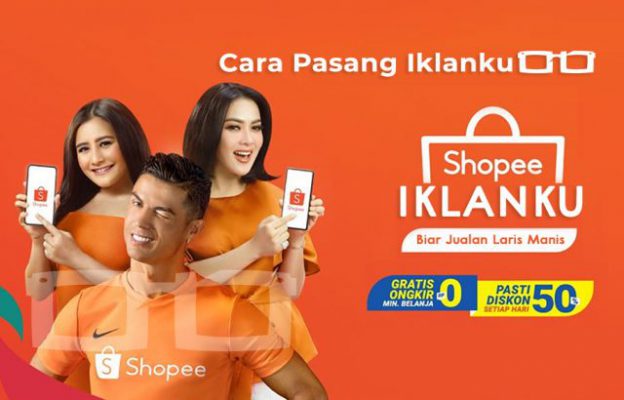 Cara Pasang Iklanku
Shopee
IKLANKU
Biar Jualan Laris Manis
GRATIS
ONGKIR
MIN. BELANJA
RP0
PASTI
DISKON
SETIAP HARI
50%
S
Shopee
S
Shopee
S
Shopee